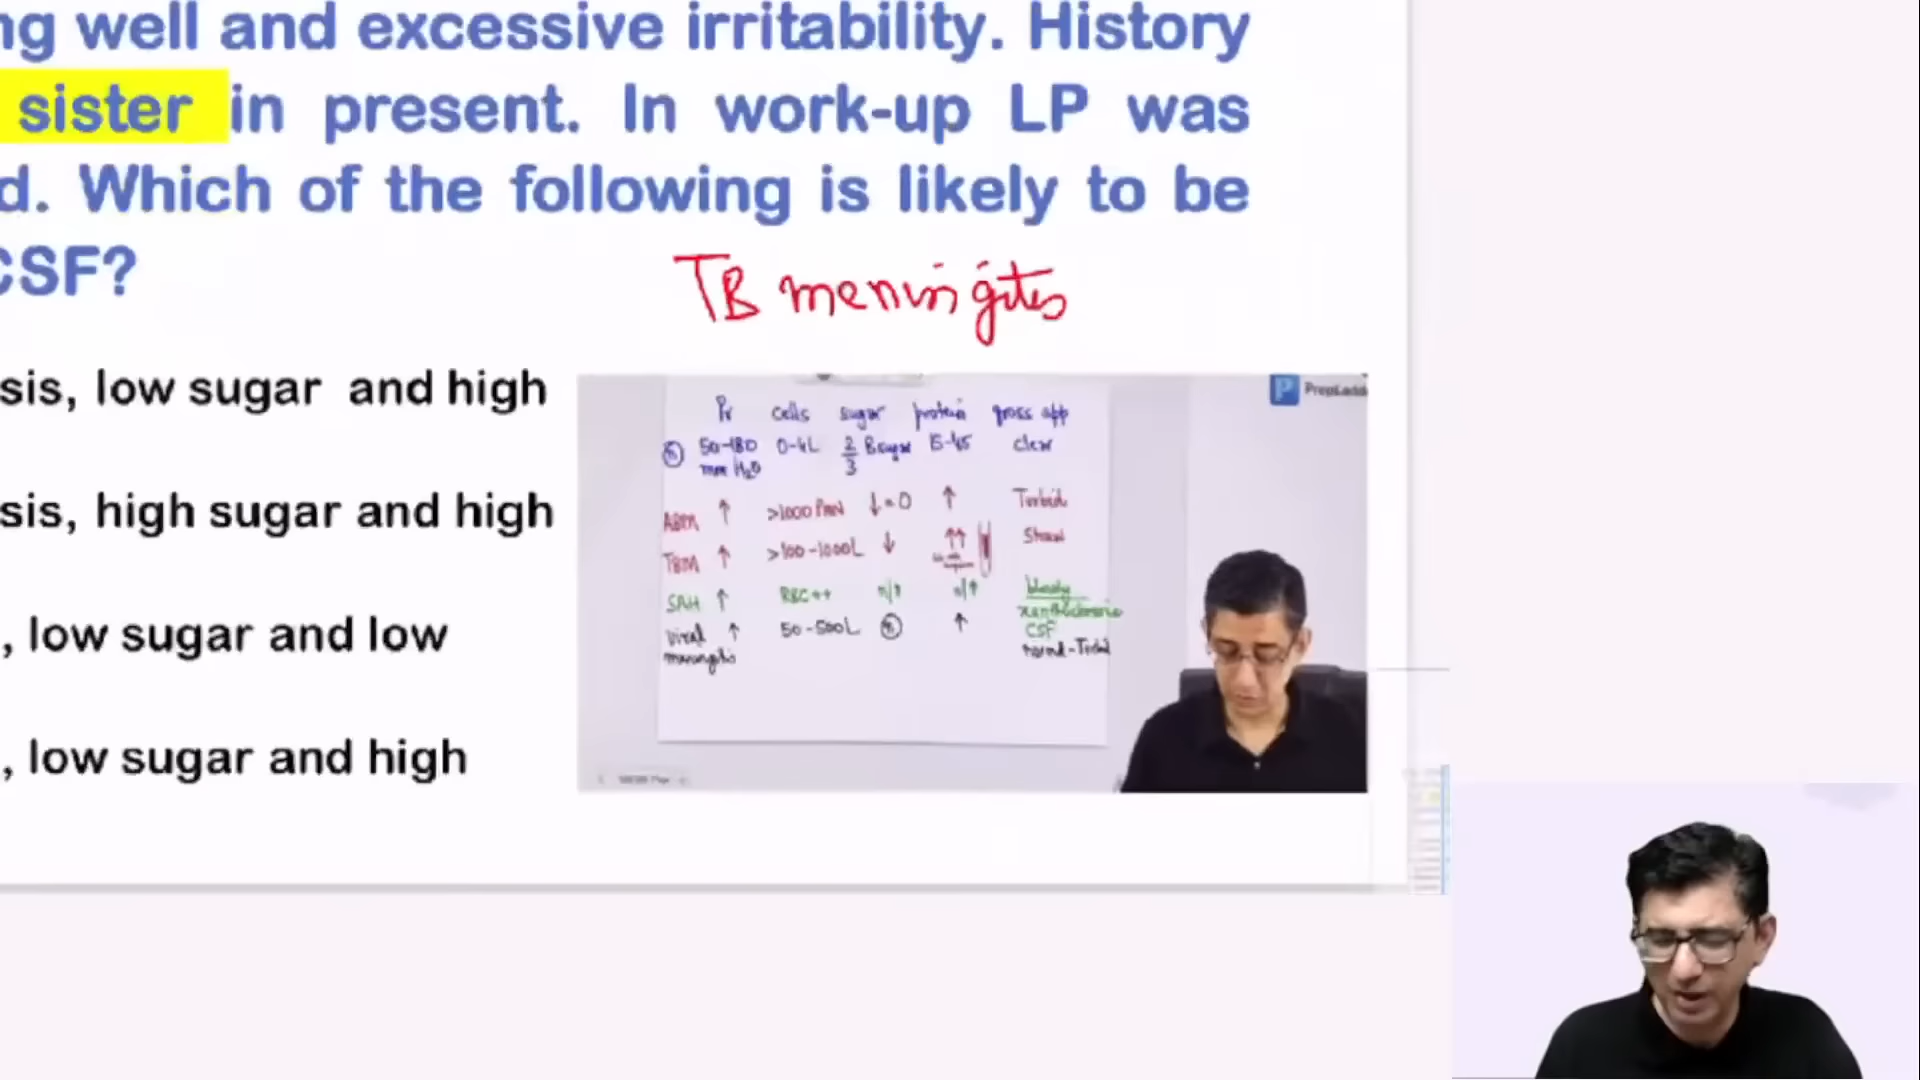 ng well and excessive irritability. History
sister in present. In work-up LP was
d. Which of the following is likely to be
CSF?
TB meningitis
sis, low sugar and high
sis, high sugar and high
, low sugar and low
, low sugar and high
P PrepLadd
Pr cells sugar protein gross app
n 50-180 0-4L 2/3 B sugar 15-45 clear
mm H2O
ABM ↑ >1000 PMN ↓=0 ↑ Turbid
TBM ↑ >100-1000L ↓ ↑↑ Straw
SAH ↑ RBC++ n/↑ n/↑ bloody
xanthochromic
CSF
viral ↑ 50-500L n ↑
meningitis